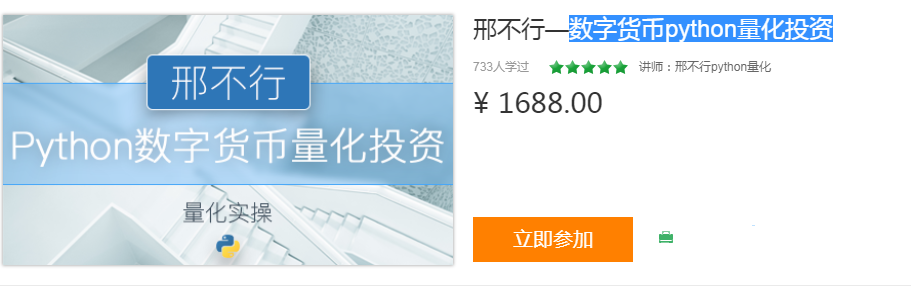 邢不行
Python数字货币量化投资
量化实操
邢不行—数字货币python量化投资
733人学过 讲师：邢不行python量化
¥ 1688.00
立即参加